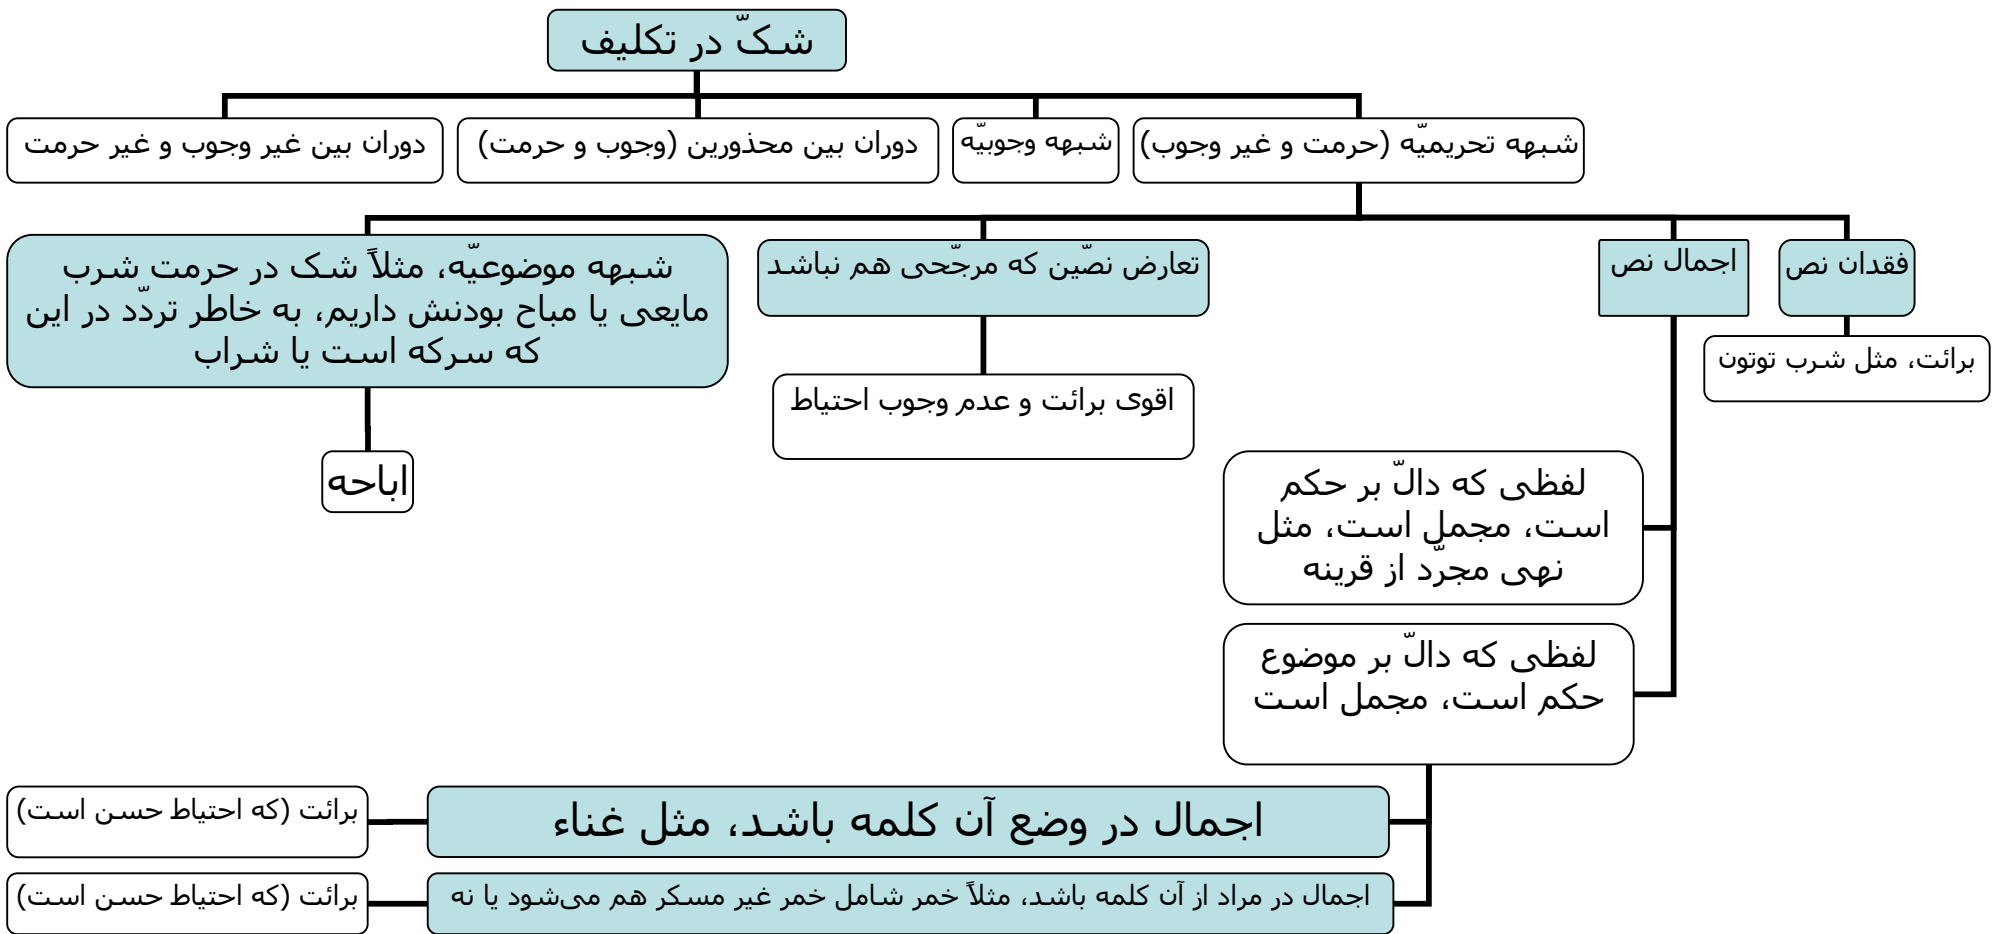 شکّ در تکلیف
شبهه تحریمیّه (حرمت و غیر وجوب)
شبهه وجوبیّه
دوران بین محذورین (وجوب و حرمت)
دوران بین غیر وجوب و غیر حرمت
فقدان نص
اجمال نص
تعارض نصّین که مرجّحی هم نباشد
شبهه موضوعیّه، مثلاً شک در حرمت شرب
مایعی یا مباح بودنش داریم، به خاطر تردّد در این
که سرکه است یا شراب
برائت، مثل شرب توتون
اقوی برائت و عدم وجوب احتیاط
اباحه
لفظی که دالّ بر حکم
است، مجمل است، مثل
نهی مجرّد از قرینه
لفظی که دالّ بر موضوع
حکم است، مجمل است
اجمال در وضع آن کلمه باشد، مثل غناء
برائت (که احتیاط حسن است)
اجمال در مراد از آن کلمه باشد، مثلاً خمر شامل خمر غیر مسکر هم می‌شود یا نه
برائت (که احتیاط حسن است)